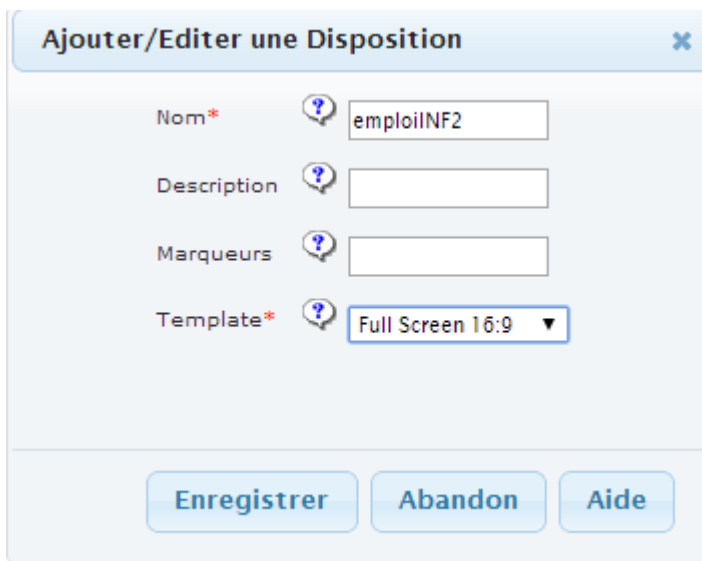 Ajouter/Editer une Disposition
Nom* ? emploiINF2
Description ?
Marqueurs ?
Template* ? Full Screen 16:9
Enregistrer Abandon Aide